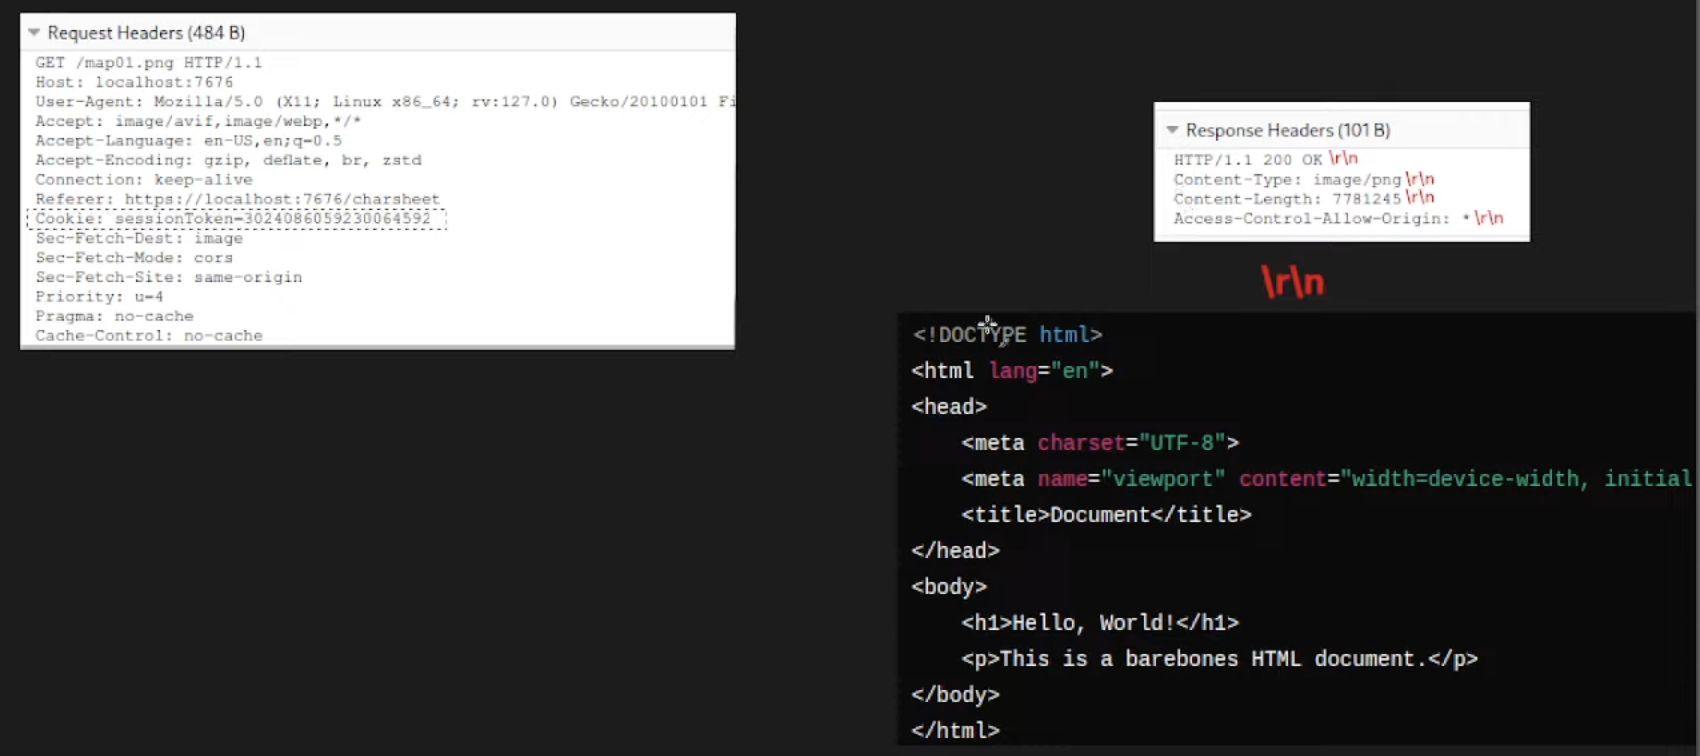 Request Headers (484 B)
GET /map01.png HTTP/1.1
Host: localhost:7676
User-Agent: Mozilla/5.0 (X11; Linux x86_64; rv:127.0) Gecko/20100101 Fi
Accept: image/avif,image/webp,*/*
Accept-Language: en-US,en;q=0.5
Accept-Encoding: gzip, deflate, br, zstd
Connection: keep-alive
Referer: https://localhost:7676/charsheet
Cookie: sessionToken=3024086059230064592
Sec-Fetch-Dest: image
Sec-Fetch-Mode: cors
Sec-Fetch-Site: same-origin
Priority: u=4
Pragma: no-cache
Cache-Control: no-cache
Response Headers (101 B)
HTTP/1.1 200 OK \r\n
Content-Type: image/png \r\n
Content-Length: 7781245 \r\n
Access-Control-Allow-Origin: * \r\n
\r\n
<!DOCTYPE html>
<html lang="en">
<head>
<meta charset="UTF-8">
<meta name="viewport" content="width=device-width, initial
<title>Document</title>
</head>
<body>
<h1>Hello, World!</h1>
<p>This is a barebones HTML document.</p>
</body>
</html>